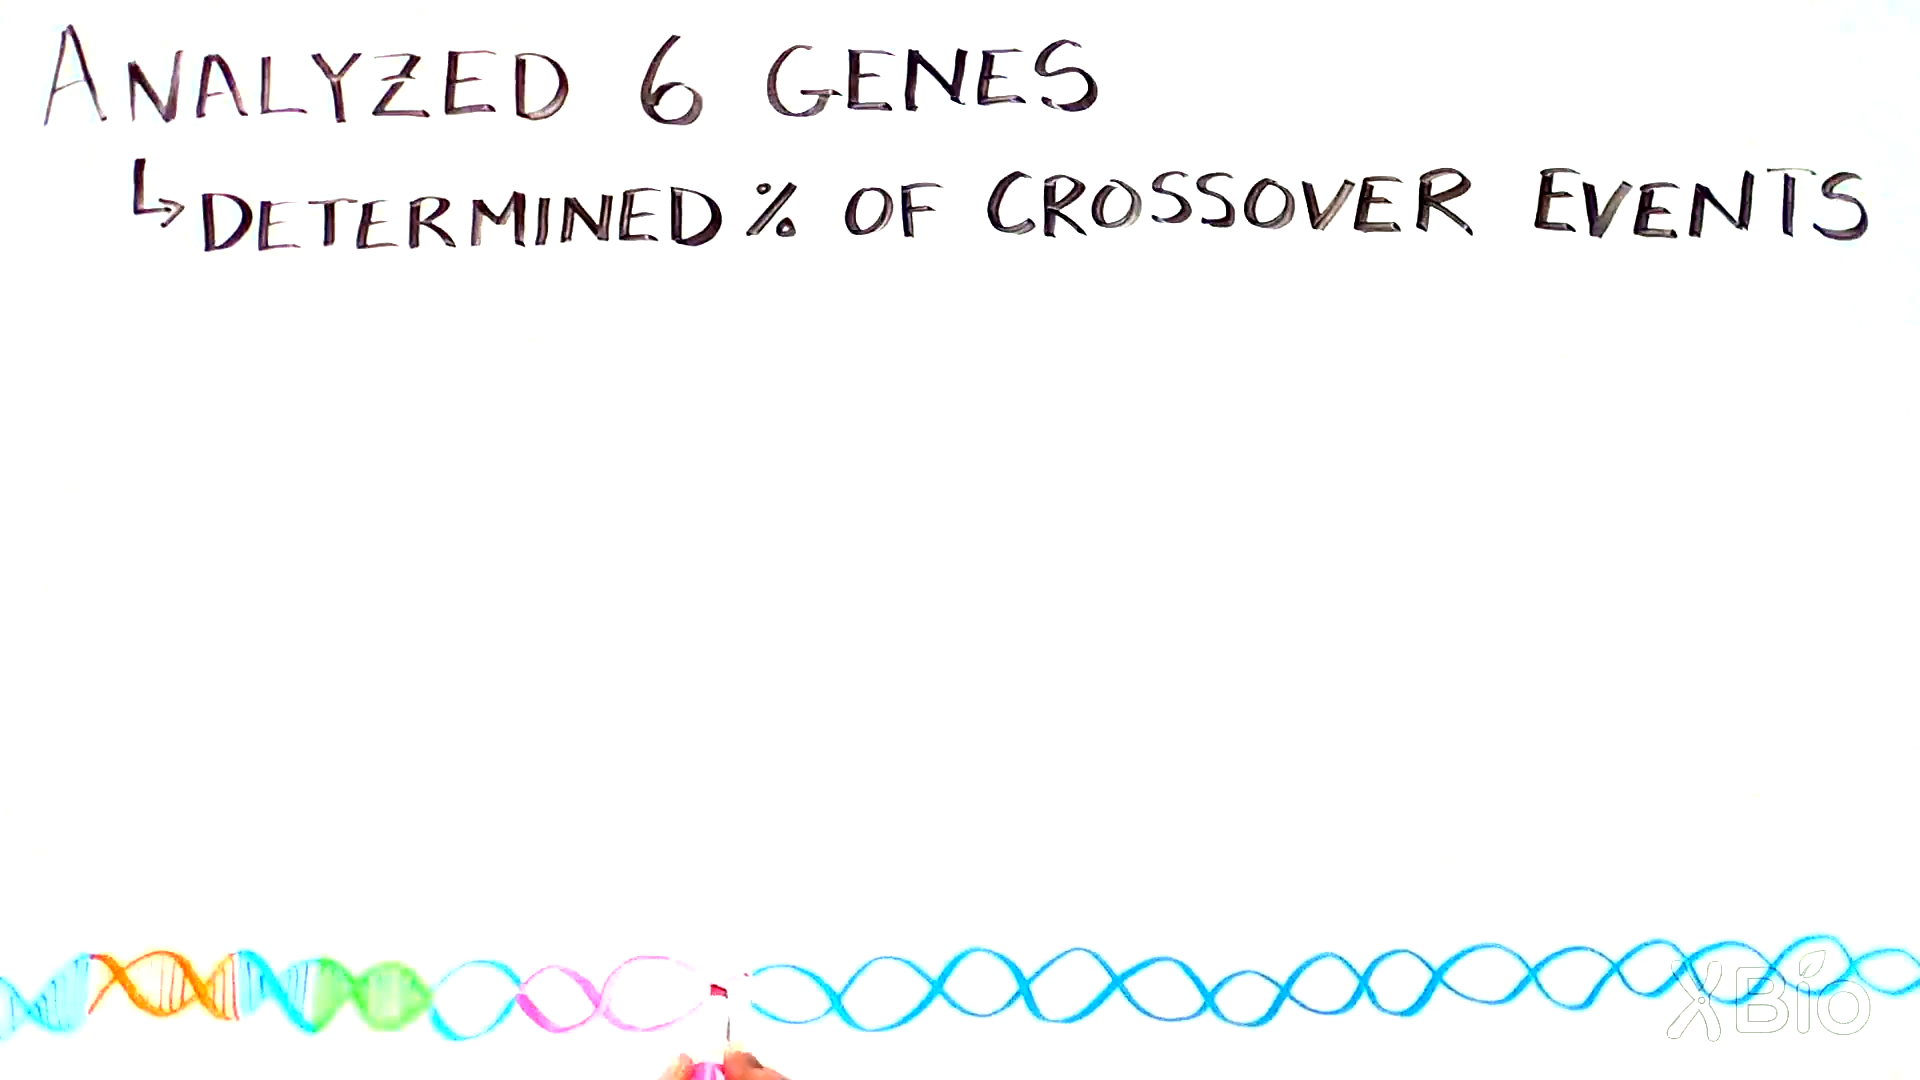 ANALYZED 6 GENES
↳DETERMINED % OF CROSSOVER EVENTS
XBio